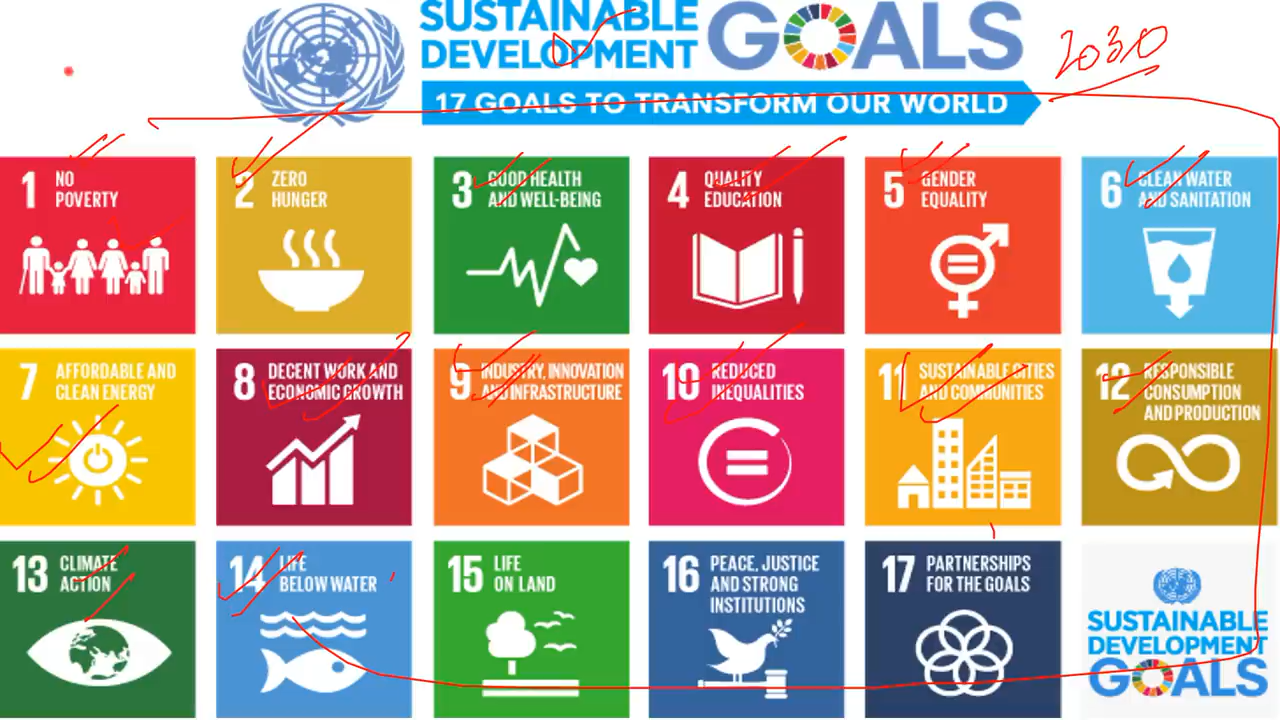 SUSTAINABLE
DEVELOPMENT
GOALS
2030
17 GOALS TO TRANSFORM OUR WORLD
1 NO
POVERTY
2 ZERO
HUNGER
3 GOOD HEALTH
AND WELL-BEING
4 QUALITY
EDUCATION
5 GENDER
EQUALITY
6 CLEAN WATER
AND SANITATION
7 AFFORDABLE AND
CLEAN ENERGY
8 DECENT WORK AND
ECONOMIC GROWTH
9 INDUSTRY, INNOVATION
AND INFRASTRUCTURE
10 REDUCED
INEQUALITIES
11 SUSTAINABLE CITIES
AND COMMUNITIES
12 RESPONSIBLE
CONSUMPTION
AND PRODUCTION
13 CLIMATE
ACTION
14 LIFE
BELOW WATER
15 LIFE
ON LAND
16 PEACE, JUSTICE
AND STRONG
INSTITUTIONS
17 PARTNERSHIPS
FOR THE GOALS
SUSTAINABLE
DEVELOPMENT
GOALS